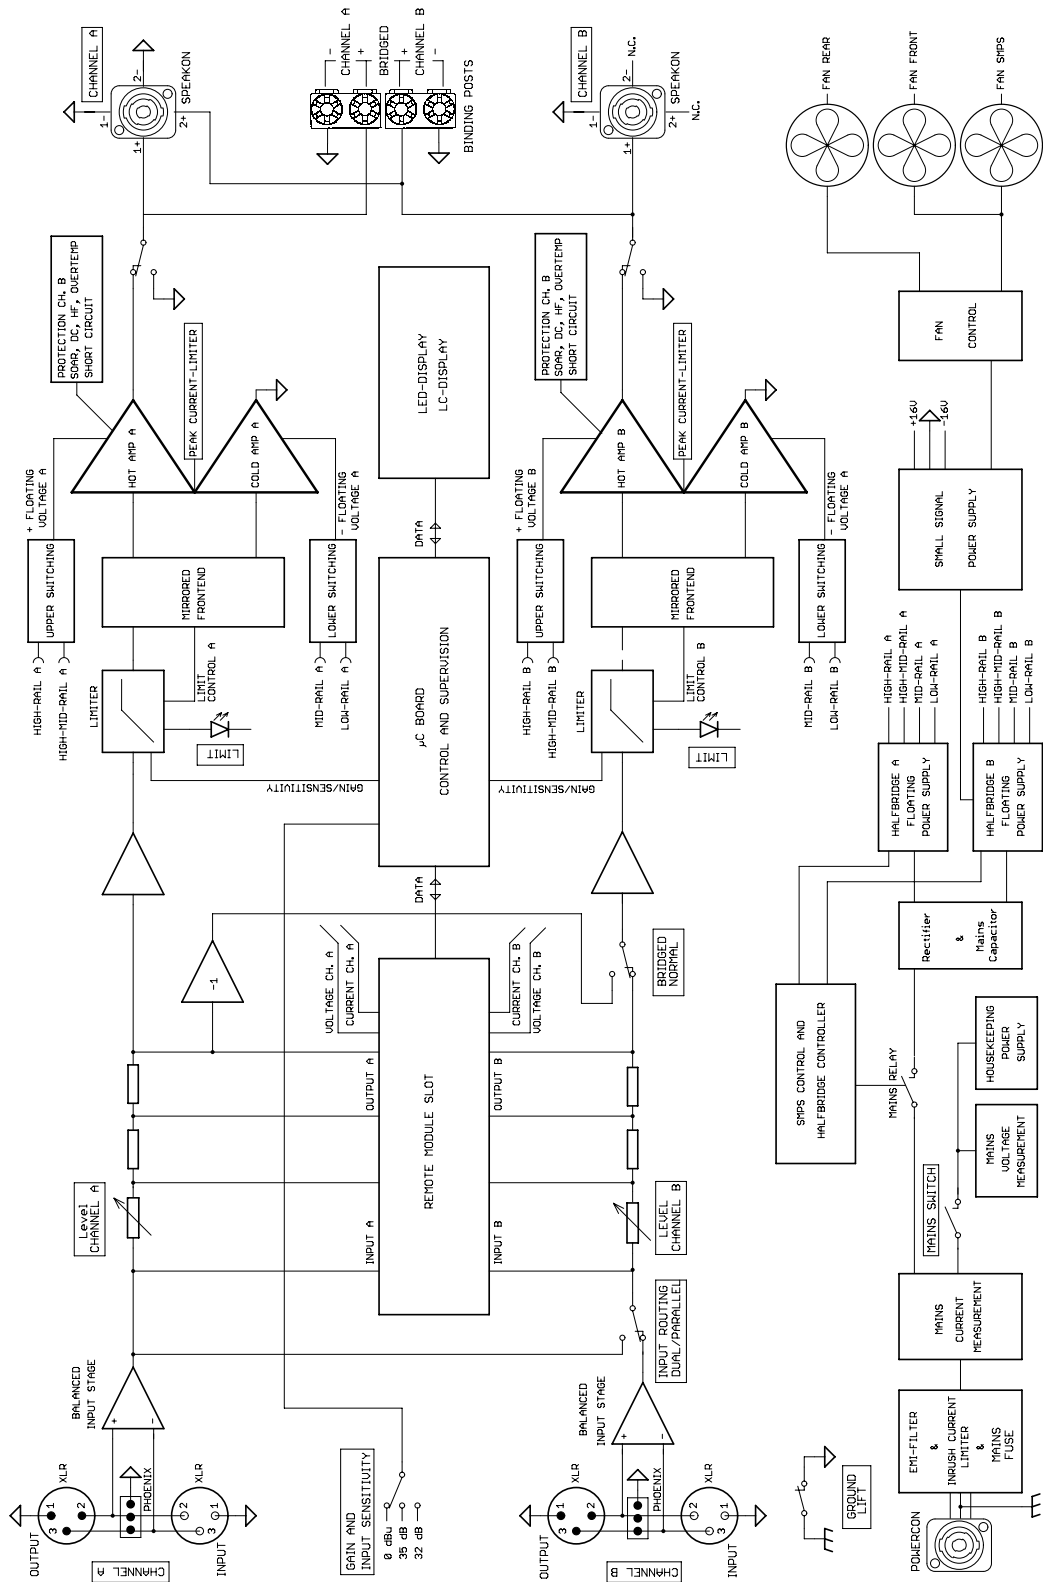 OUTPUT
XLR
1
2
3
PHOENIX
XLR
2
3
1
INPUT
CHANNEL A
BALANCED
INPUT STAGE
+
-
Level
CHANNEL A
-1
LIMITER
LIMIT
LIMIT
CONTROL A
GAIN/SENSITIVITY
MIRRORED
FRONTEND
HIGH-RAIL A
HIGH-MID-RAIL A
UPPER SWITCHING
+ FLOATING
VOLTAGE A
MID-RAIL A
LOW-RAIL A
LOWER SWITCHING
- FLOATING
VOLTAGE A
HOT AMP A
COLD AMP A
PEAK CURRENT-LIMITER
PROTECTION CH. B
SOAR, DC, HF, OVERTEMP
SHORT CIRCUIT
CHANNEL A
1-
2-
1+
2+
SPEAKON
-
CHANNEL A
+
BRIDGED
+
CHANNEL B
-
BINDING POSTS
GAIN AND
INPUT SENSITIVITY
0 dBu
35 dB
32 dB
INPUT A
OUTPUT A
VOLTAGE CH. A
CURRENT CH. A
REMOTE MODULE SLOT
INPUT B
OUTPUT B
CURRENT CH. B
VOLTAGE CH. B
DATA
µC BOARD
CONTROL AND SUPERVISION
DATA
LED-DISPLAY
LC-DISPLAY
OUTPUT
XLR
1
2
3
PHOENIX
XLR
2
3
1
INPUT
CHANNEL B
BALANCED
INPUT STAGE
+
-
INPUT ROUTING
DUAL/PARALLEL
LEVEL
CHANNEL B
BRIDGED
NORMAL
GAIN/SENSITIVITY
LIMITER
LIMIT
LIMIT
CONTROL B
MIRRORED
FRONTEND
HIGH-RAIL B
HIGH-MID-RAIL B
UPPER SWITCHING
+ FLOATING
VOLTAGE B
MID-RAIL B
LOW-RAIL B
LOWER SWITCHING
- FLOATING
VOLTAGE A
HOT AMP B
COLD AMP B
PEAK CURRENT-LIMITER
PROTECTION CH. B
SOAR, DC, HF, OVERTEMP
SHORT CIRCUIT
CHANNEL B
1-
2-
N.C.
1+
2+
SPEAKON
N.C.
GROUND
LIFT
POWERCON
EMI-FILTER
&
INRUSH CURRENT
LIMITER
&
MAINS
FUSE
MAINS
CURRENT
MEASUREMENT
MAINS SWITCH
MAINS
VOLTAGE
MEASUREMENT
HOUSEKEEPING
POWER
SUPPLY
SMPS CONTROL AND
HALFBRIDGE CONTROLLER
MAINS RELAY
Rectifier
&
Mains
Capacitor
HALFBRIDGE A
FLOATING
POWER SUPPLY
HALFBRIDGE B
FLOATING
POWER SUPPLY
HIGH-RAIL A
HIGH-MID-RAIL A
MID-RAIL A
LOW-RAIL A
HIGH-RAIL B
HIGH-MID-RAIL B
MID-RAIL B
LOW-RAIL B
SMALL SIGNAL
POWER SUPPLY
+16V
-16V
FAN
CONTROL
FAN REAR
FAN FRONT
FAN SMPS